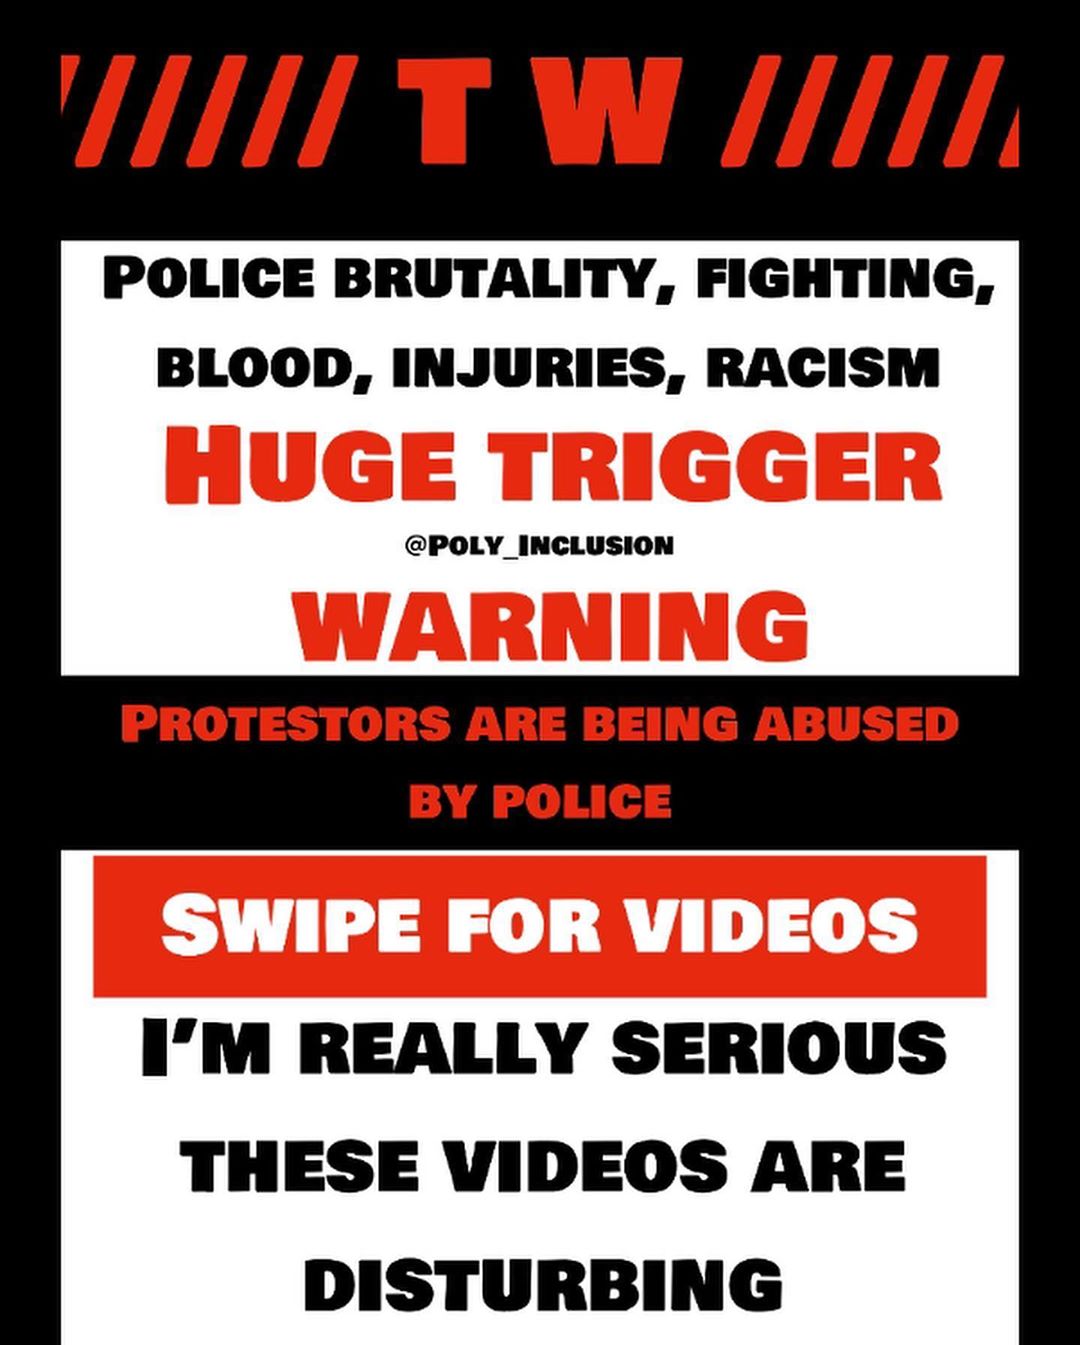 ////// TW //////
Police brutality, fighting,
blood, injuries, racism
Huge trigger
@Poly_Inclusion
warning
Protestors are being abused
by police
Swipe for videos
I'm really serious
these videos are
disturbing